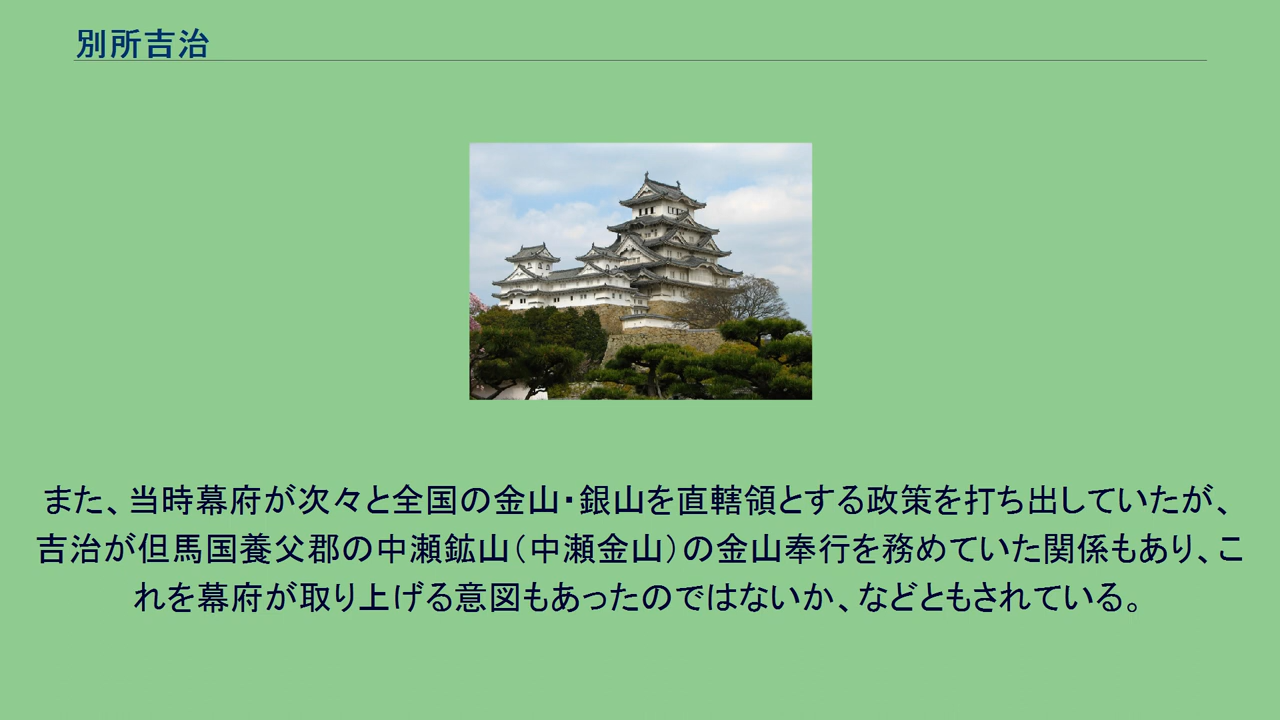 別所吉治
また、当時幕府が次々と全国の金山・銀山を直轄領とする政策を打ち出していたが、
吉治が但馬国養父郡の中瀬鉱山(中瀬金山)の金山奉行を務めていた関係もあり、こ
れを幕府が取り上げる意図もあったのではないか、などともされている。